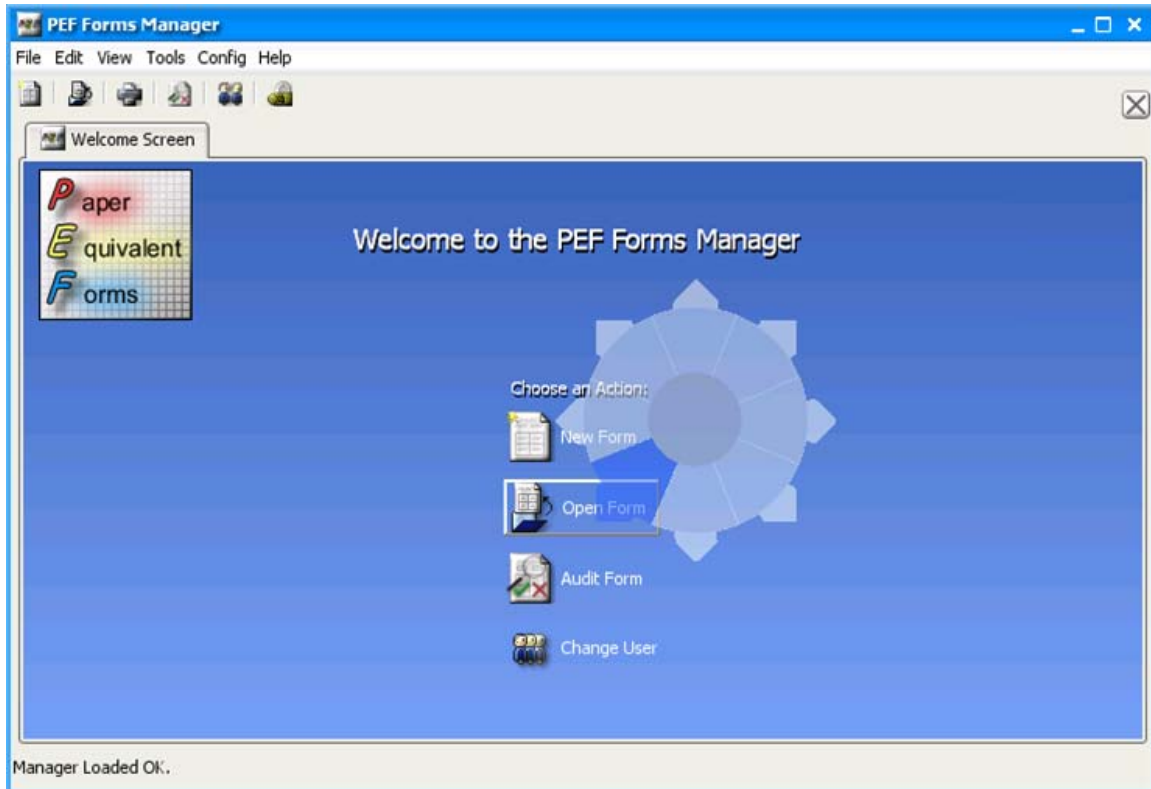 PEF Forms Manager
File Edit View Tools Config Help
Welcome Screen
Paper
Equivalent
Forms
Welcome to the PEF Forms Manager
Choose an Action:
New Form
Open Form
Audit Form
Change User
Manager Loaded OK.